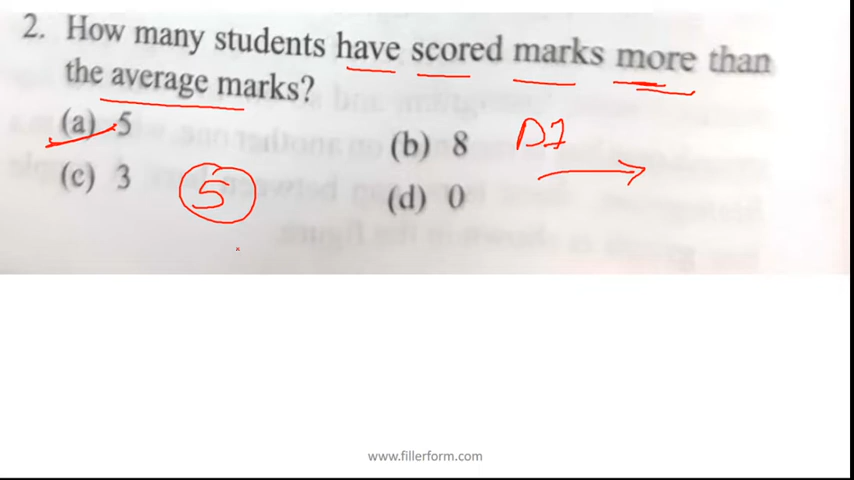 2. How many students have scored marks more than
the average marks?
(a) 5
(b) 8
(c) 3
(d) 0
DI
5
www.fillerform.com